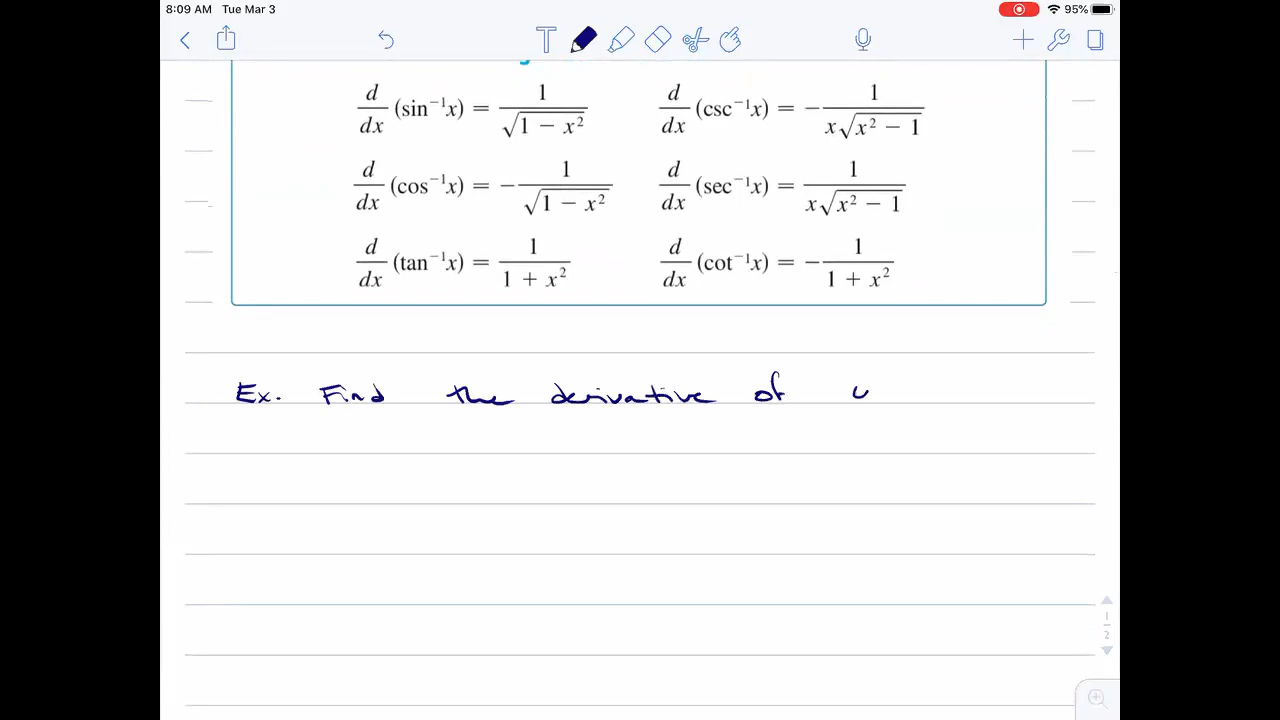 8:09 AM Tue Mar 3 95%
d/dx (sin⁻¹x) = 1/√(1 − x²) d/dx (csc⁻¹x) = − 1/(x√(x² − 1))
d/dx (cos⁻¹x) = − 1/√(1 − x²) d/dx (sec⁻¹x) = 1/(x√(x² − 1))
d/dx (tan⁻¹x) = 1/(1 + x²) d/dx (cot⁻¹x) = − 1/(1 + x²)
Ex. Find the derivative of
1/2